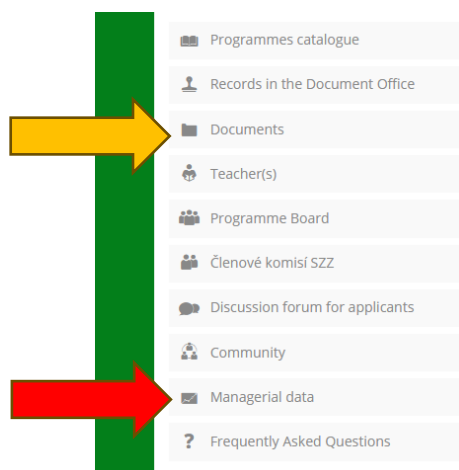 Programmes catalogue
Records in the Document Office
Documents
Teacher(s)
Programme Board
Členové komisí SZZ
Discussion forum for applicants
Community
Managerial data
? Frequently Asked Questions